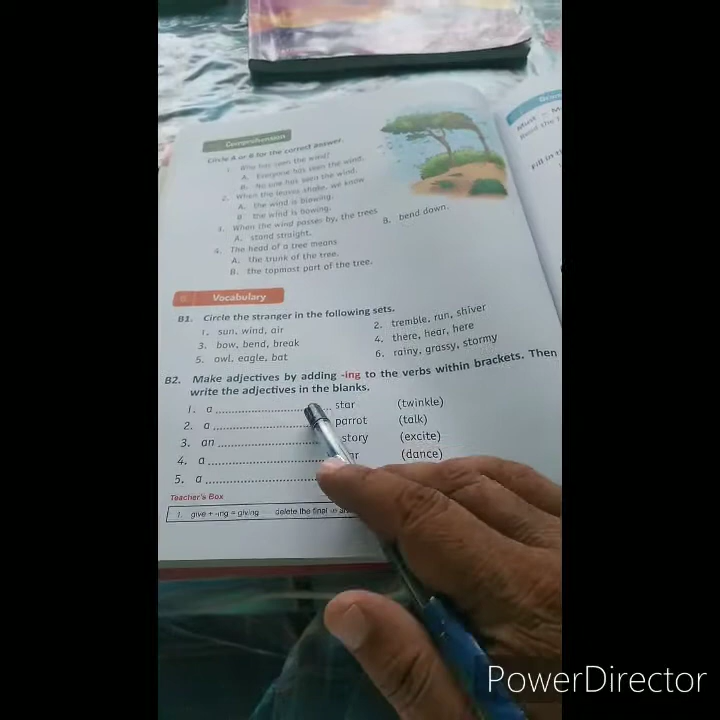 Comprehension
Circle A or B for the correct answer.
1. Who has seen the wind?
A. Everyone has seen the wind.
B. No one has seen the wind.
2. When the leaves shake, we know
A. the wind is blowing.
B. the wind is bowing.
3. When the wind passes by, the trees
A. stand straight.
B. bend down.
4. The head of a tree means
A. the trunk of the tree.
B. the topmost part of the tree.
Vocabulary
B1. Circle the stranger in the following sets.
1. sun, wind, air
2. tremble, run, shiver
3. bow, bend, break
4. there, hear, here
5. owl, eagle, bat
6. rainy, grassy, stormy
B2. Make adjectives by adding -ing to the verbs within brackets. Then
write the adjectives in the blanks.
1. a star (twinkle)
2. a parrot (talk)
3. an story (excite)
4. a (dance)
5. a
Teacher's Box
1. give + -ing = giving delete the final -e
Must
Read the
Fill in
PowerDirector